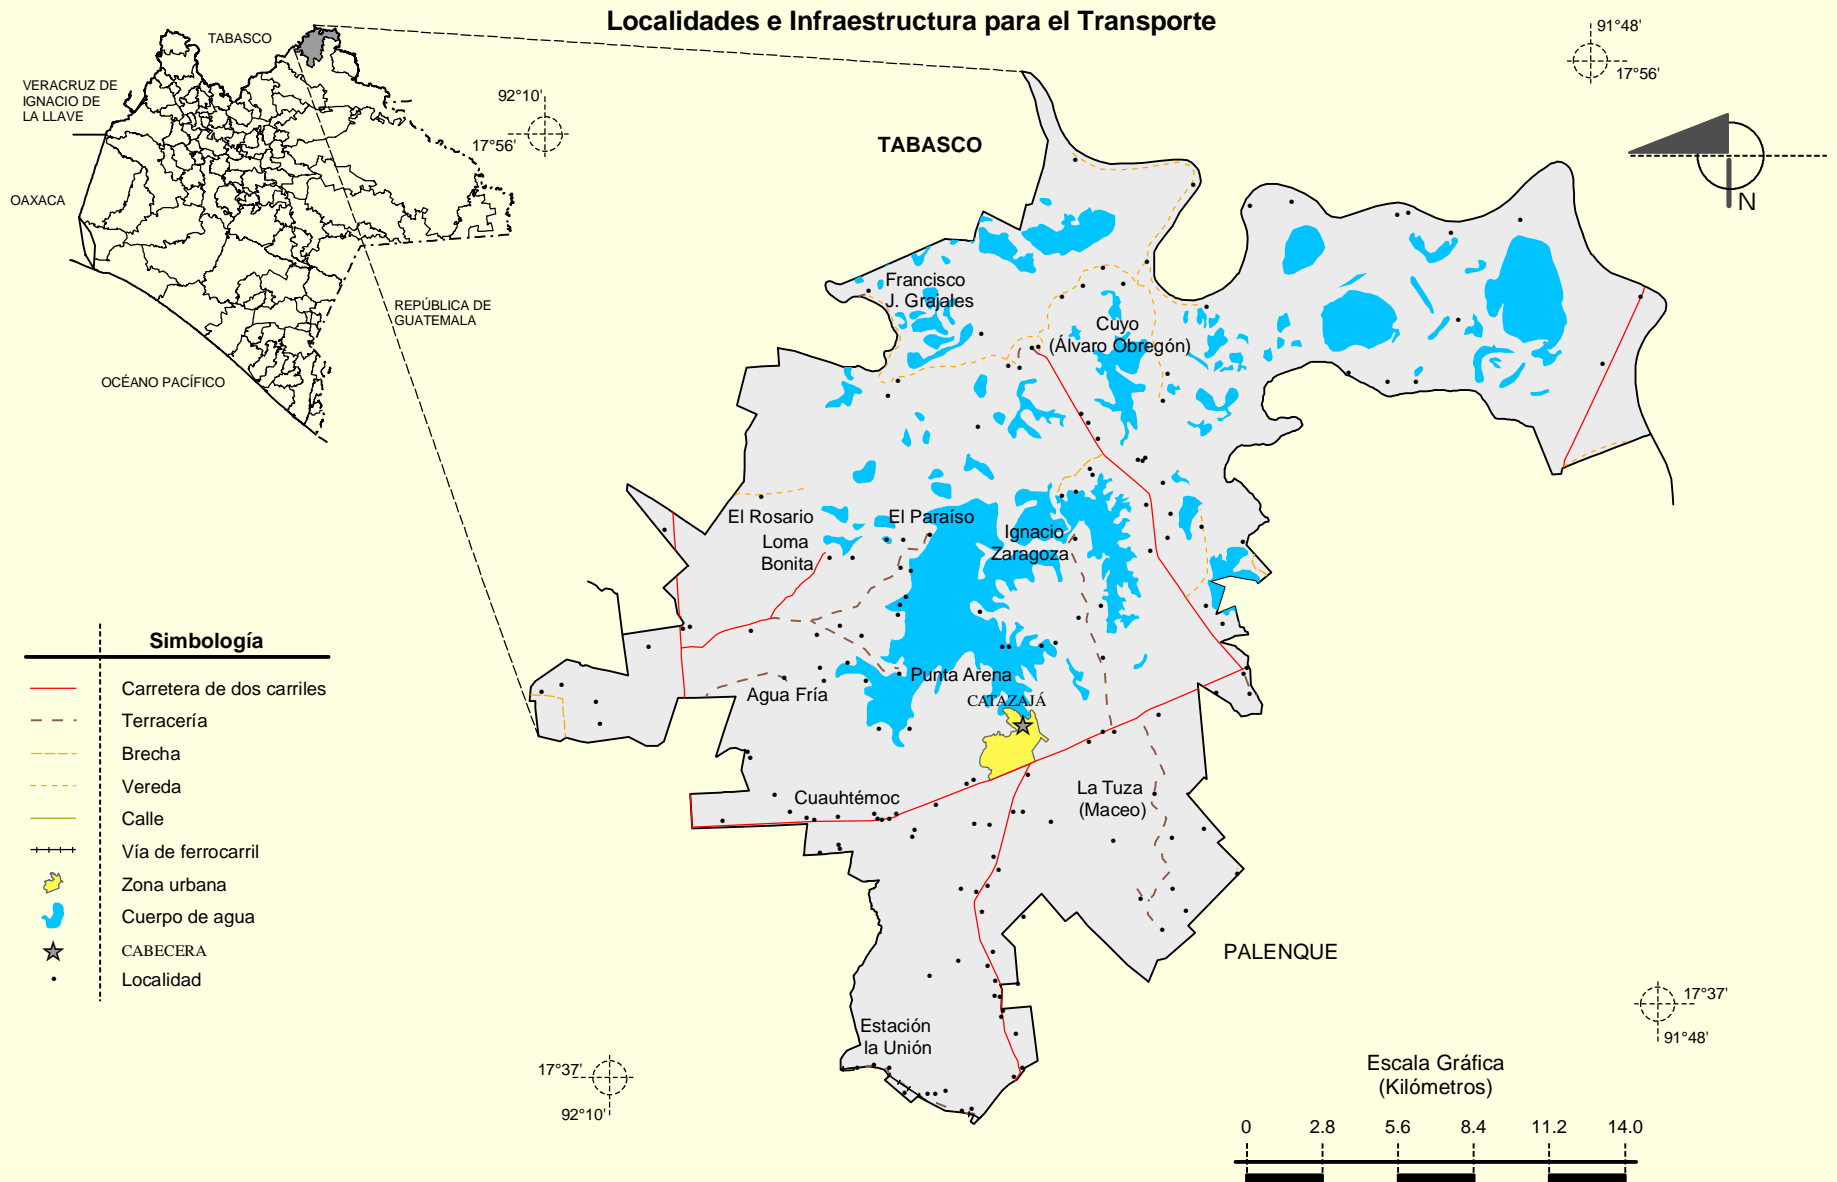 Localidades e Infraestructura para el Transporte
TABASCO
VERACRUZ DE
IGNACIO DE
LA LLAVE
OAXACA
REPÚBLICA DE
GUATEMALA
OCÉANO PACÍFICO
92°10'
17°56'
91°48'
17°56'
TABASCO
N
Francisco
J. Grajales
Cuyo
(Álvaro Obregón)
El Rosario
El Paraíso
Loma
Bonita
Ignacio
Zaragoza
Agua Fría
Punta Arena
CATAZAJÁ
Cuauhtémoc
La Tuza
(Maceo)
PALENQUE
Estación
la Unión
Simbología
Carretera de dos carriles
Terracería
Brecha
Vereda
Calle
Vía de ferrocarril
Zona urbana
Cuerpo de agua
CABECERA
Localidad
17°37'
92°10'
17°37'
91°48'
Escala Gráfica
(Kilómetros)
0 2.8 5.6 8.4 11.2 14.0